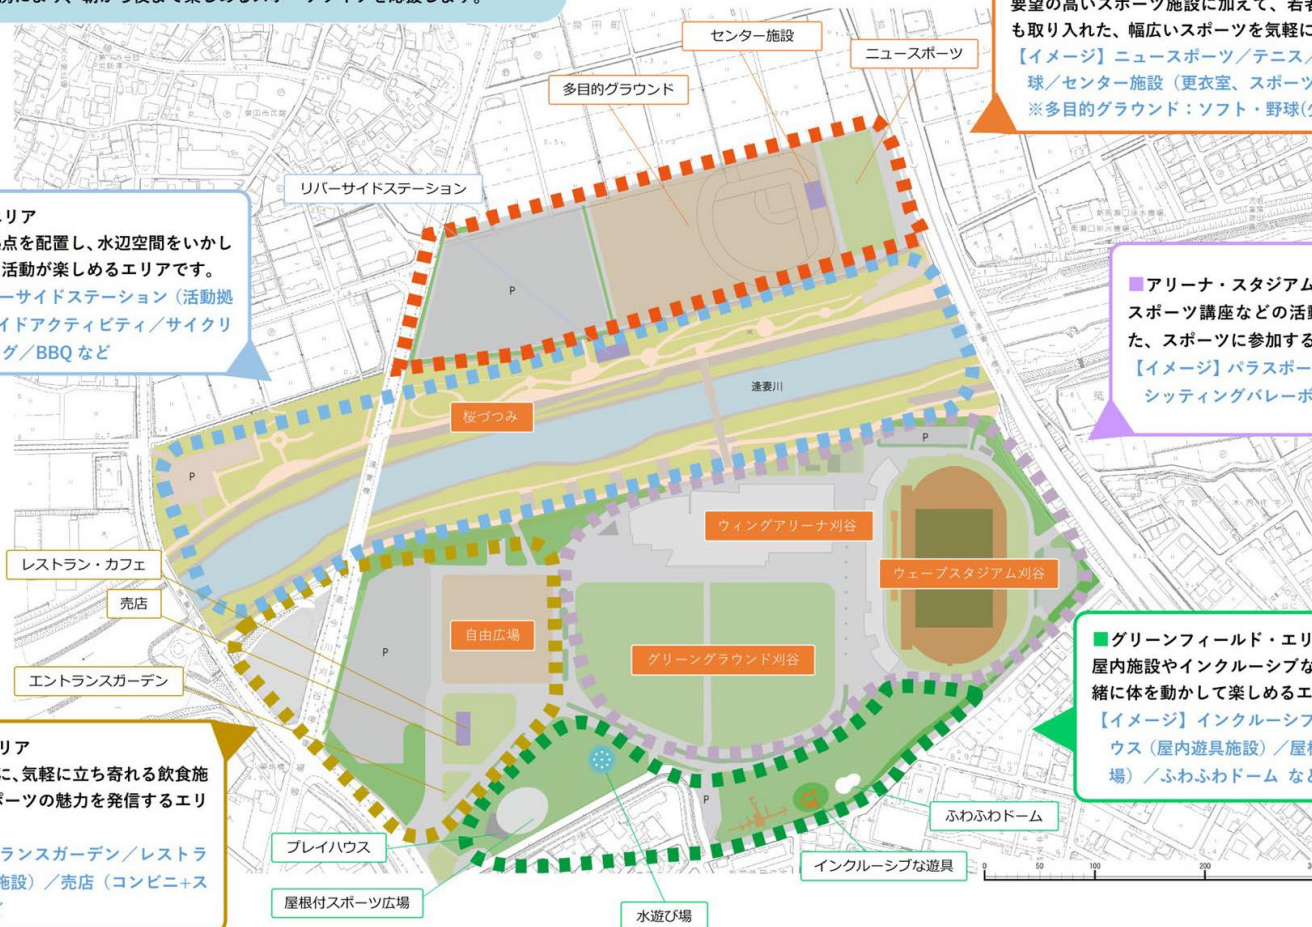 要望の高いスポーツ施設に加えて、若者
も取り入れた、幅広いスポーツを気軽に
【イメージ】ニュースポーツ／テニス／
球／センター施設（更衣室、スポーツ
※多目的グラウンド：ソフト・野球(
センター施設
ニュースポーツ
多目的グラウンド
リバーサイドステーション
エリア
点を配置し、水辺空間をいかし
活動が楽しめるエリアです。
ーサイドステーション（活動拠
イドアクティビティ／サイクリ
グ／BBQ など
P
■アリーナ・スタジアム
スポーツ講座などの活動
た、スポーツに参加する
【イメージ】パラスポー
シッティングバレーボ
逢妻川
桜づつみ
P
P
ウィングアリーナ刈谷
ウェーブスタジアム刈谷
レストラン・カフェ
売店
自由広場
P
グリーングラウンド刈谷
エントランスガーデン
■グリーンフィールド・エリ
屋内施設やインクルーシブな
緒に体を動かして楽しめるエ
【イメージ】インクルーシブ
ウス（屋内遊具施設）／屋根
場）／ふわふわドーム など
リア
に、気軽に立ち寄れる飲食施
ポーツの魅力を発信するエリ
ランスガーデン／レストラ
施設）／売店（コンビニ+ス
P
ふわふわドーム
プレイハウス
インクルーシブな遊具
屋根付スポーツ広場
水遊び場
0 50 100 200